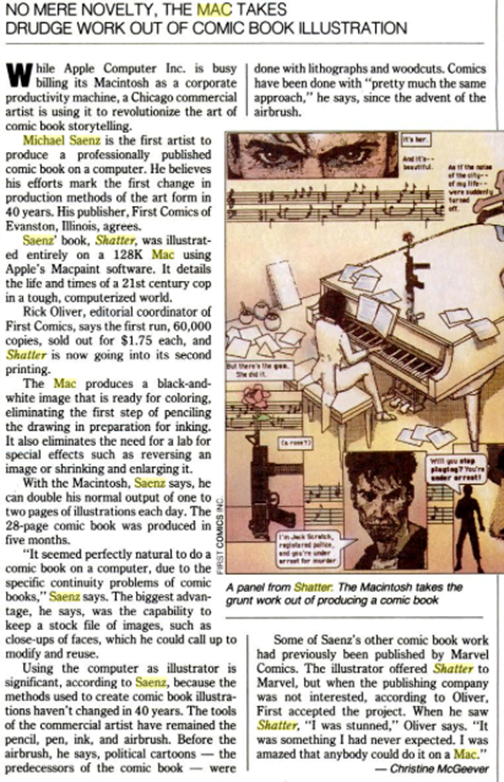 NO MERE NOVELTY, THE MAC TAKES
DRUDGE WORK OUT OF COMIC BOOK ILLUSTRATION
While Apple Computer Inc. is busy
billing its Macintosh as a corporate
productivity machine, a Chicago commercial
artist is using it to revolutionize the art of
comic book storytelling.
Michael Saenz is the first artist to
produce a professionally published
comic book on a computer. He believes
his efforts mark the first change in
production methods of the art form in
40 years. His publisher, First Comics of
Evanston, Illinois, agrees.
Saenz' book, Shatter, was illustrat-
ed entirely on a 128K Mac using
Apple's Macpaint software. It details
the life and times of a 21st century cop
in a tough, computerized world.
Rick Oliver, editorial coordinator of
First Comics, says the first run, 60,000
copies, sold out for $1.75 each, and
Shatter is now going into its second
printing.
The Mac produces a black-and-
white image that is ready for coloring,
eliminating the first step of penciling
the drawing in preparation for inking.
It also eliminates the need for a lab for
special effects such as reversing an
image or shrinking and enlarging it.
With the Macintosh, Saenz says, he
can double his normal output of one to
two pages of illustrations each day. The
28-page comic book was produced in
five months.
"It seemed perfectly natural to do a
comic book on a computer, due to the
specific continuity problems of comic
books," Saenz says. The biggest advan-
tage, he says, was the capability to
keep a stock file of images, such as
close-ups of faces, which he could call up to
modify and reuse.
Using the computer as illustrator is
significant, according to Saenz, because the
methods used to create comic book illustra-
tions haven't changed in 40 years. The tools
of the commercial artist have remained the
pencil, pen, ink, and airbrush. Before the
airbrush, he says, political cartoons — the
predecessors of the comic book — were
done with lithographs and woodcuts. Comics
have been done with "pretty much the same
approach," he says, since the advent of the
airbrush.
It's her.
And it's--
beautiful.
As if the noise
of the city--
of my life--
were suddenly
turned
off.
But there's the gun.
She did it.
(a rose?)
Will you stop
playing? You're
under arrest!
I'm Jack Scratch,
registered police,
and you're under
arrest for murder
FIRST COMICS INC.
A panel from Shatter. The Macintosh takes the
grunt work out of producing a comic book
Some of Saenz's other comic book work
had previously been published by Marvel
Comics. The illustrator offered Shatter to
Marvel, but when the publishing company
was not interested, according to Oliver,
First accepted the project. When he saw
Shatter, "I was stunned," Oliver says. "It
was something I had never expected. I was
amazed that anybody could do it on a Mac."
— Christine McGeever